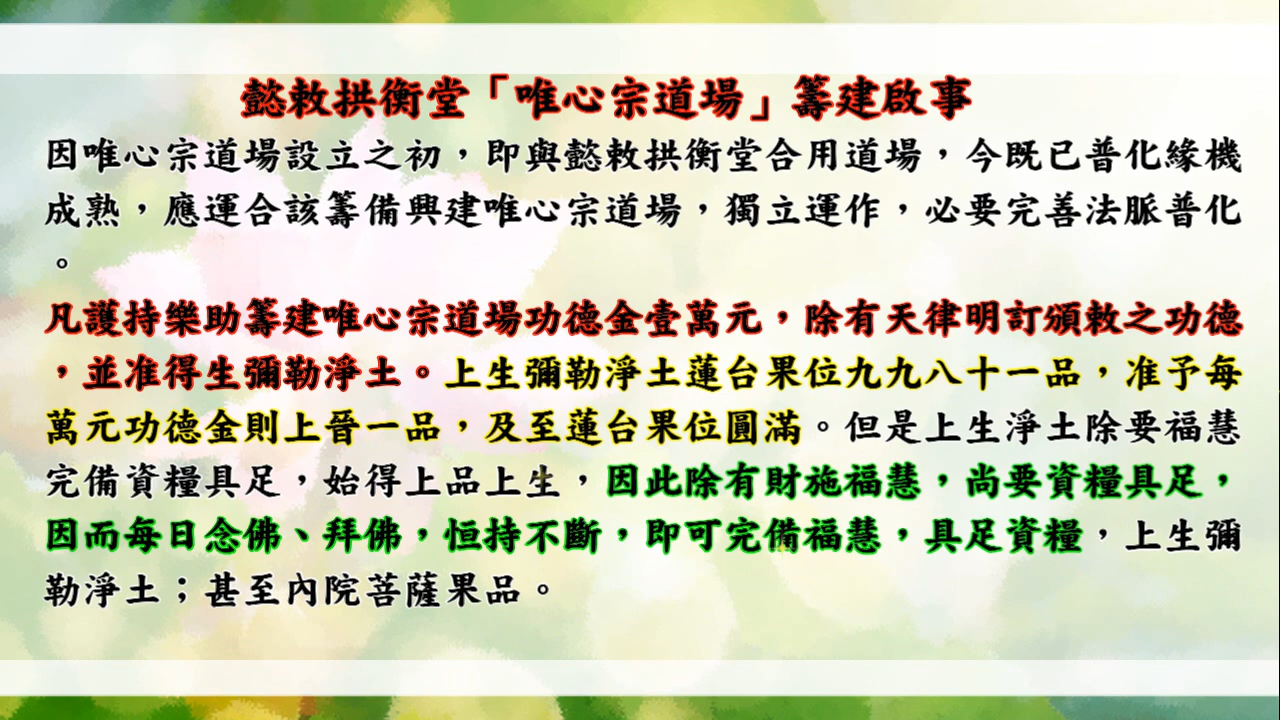 懿敕拱衡堂「唯心宗道場」籌建啟事
因唯心宗道場設立之初，即與懿敕拱衡堂合用道場，今既已普化緣機
成熟，應運合該籌備興建唯心宗道場，獨立運作，必要完善法脈普化
。
凡護持樂助籌建唯心宗道場功德金壹萬元，除有天律明訂頒敕之功德
，並准得生彌勒淨土。上生彌勒淨土蓮台果位九九八十一品，准予每
萬元功德金則上晉一品，及至蓮台果位圓滿。但是上生淨土除要福慧
完備資糧具足，始得上品上生，因此除有財施福慧，尚要資糧具足，
因而每日念佛、拜佛，恒持不斷，即可完備福慧，具足資糧，上生彌
勒淨土；甚至內院菩薩果品。